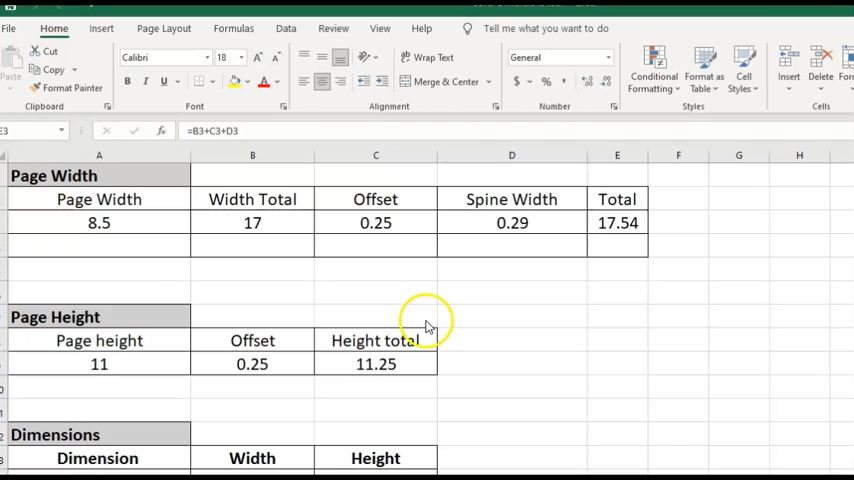 File Home Insert Page Layout Formulas Data Review View Help Tell me what you want to do
Paste
Cut
Copy
Format Painter
Clipboard
Calibri 18 A A
B I U A
Font
Wrap Text
Merge & Center
Alignment
General
$ % ,
Number
Conditional Formatting
Format as Table
Cell Styles
Styles
Insert Delete
Cells
E3 fx =B3+C3+D3
A B C D E F G H
Page Width
Page Width Width Total Offset Spine Width Total
8.5 17 0.25 0.29 17.54
Page Height
Page height Offset Height total
11 0.25 11.25
Dimensions
Dimension Width Height